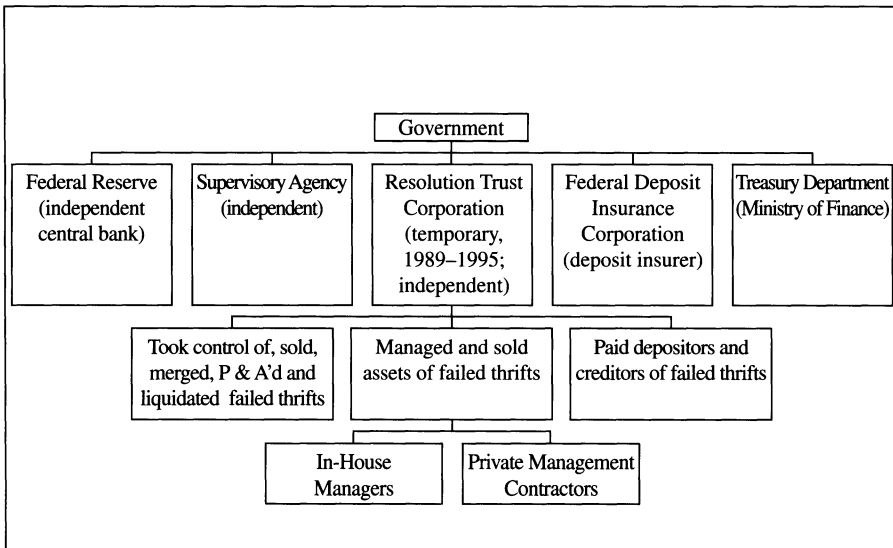 Government
Federal Reserve
(independent
central bank)
Supervisory Agency
(independent)
Resolution Trust
Corporation
(temporary,
1989–1995;
independent)
Federal Deposit
Insurance
Corporation
(deposit insurer)
Treasury Department
(Ministry of Finance)
Took control of, sold,
merged, P & A'd and
liquidated failed thrifts
Managed and sold
assets of failed thrifts
Paid depositors and
creditors of failed thrifts
In-House
Managers
Private Management
Contractors